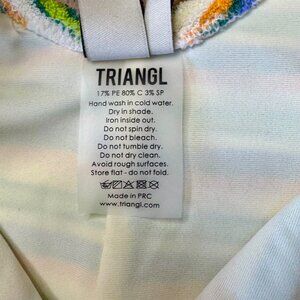 TRIANGL
17% PE 80% C 3% SP
Hand wash in cold water.
Dry in shade.
Iron inside out.
Do not spin dry.
Do not bleach.
Do not tumble dry.
Do not dry clean.
Avoid rough surfaces.
Store flat - do not fold.
Made in PRC
www.triangl.com